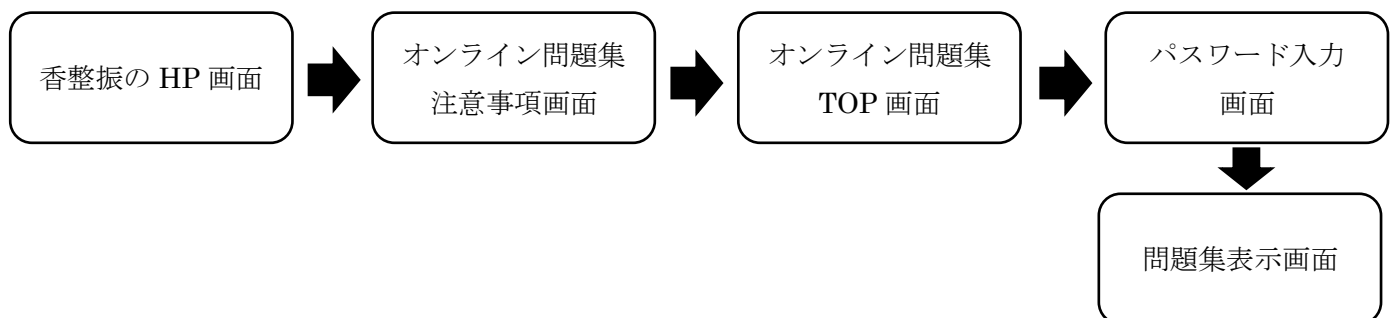 香整振の HP 画面
オンライン問題集
注意事項画面
オンライン問題集
TOP 画面
パスワード入力
画面
問題集表示画面